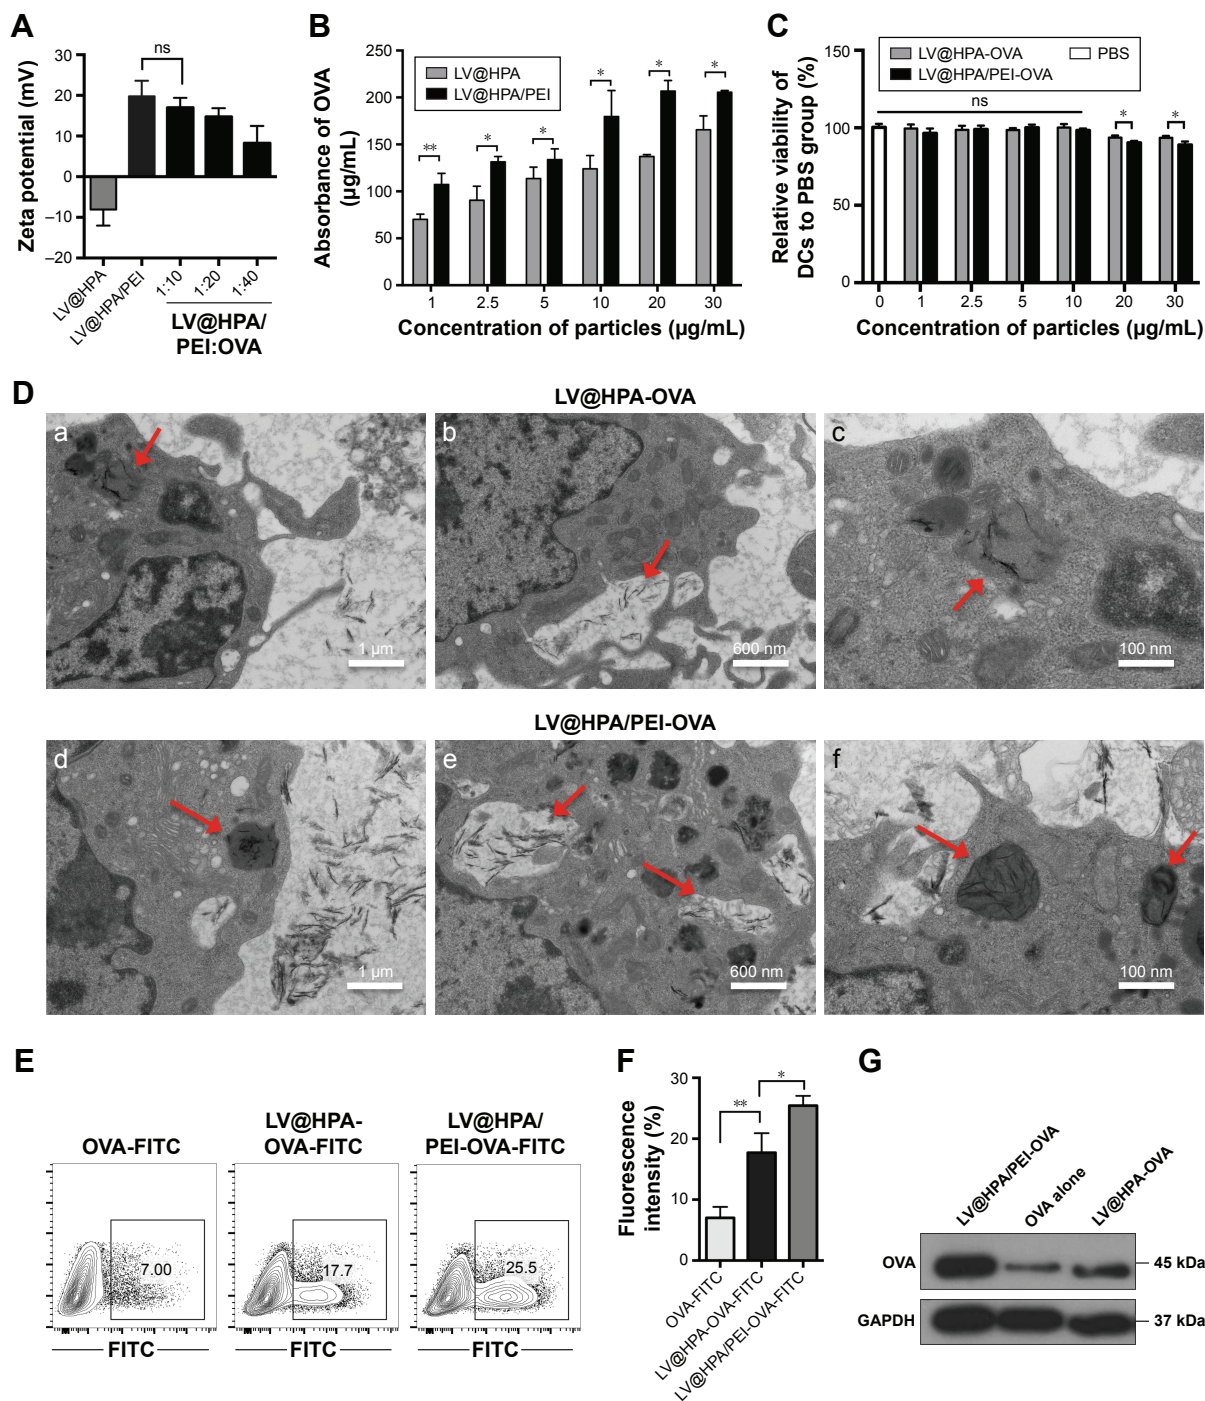 A
Zeta potential (mV)
30
20
10
0
–10
–20
ns
LV@HPA
LV@HPA/PEI
1:10
1:20
1:40
LV@HPA/
PEI:OVA
B
Absorbance of OVA
(µg/mL)
250
200
150
100
50
0
LV@HPA
LV@HPA/PEI
**
*
*
*
*
*
1 2.5 5 10 20 30
Concentration of particles (µg/mL)
C
Relative viability of
DCs to PBS group (%)
150
100
50
0
LV@HPA-OVA PBS
LV@HPA/PEI-OVA
ns
*
*
0 1 2.5 5 10 20 30
Concentration of particles (µg/mL)
D
LV@HPA-OVA
a
1 µm
b
600 nm
c
100 nm
LV@HPA/PEI-OVA
d
1 µm
e
600 nm
f
100 nm
E
OVA-FITC
7.00
FITC
LV@HPA-
OVA-FITC
17.7
FITC
LV@HPA/
PEI-OVA-FITC
25.5
FITC
F
Fluorescence
intensity (%)
30
20
10
0
**
*
OVA-FITC
LV@HPA-OVA-FITC
LV@HPA/PEI-OVA-FITC
G
LV@HPA/PEI-OVA
OVA alone
LV@HPA-OVA
OVA
45 kDa
GAPDH
37 kDa